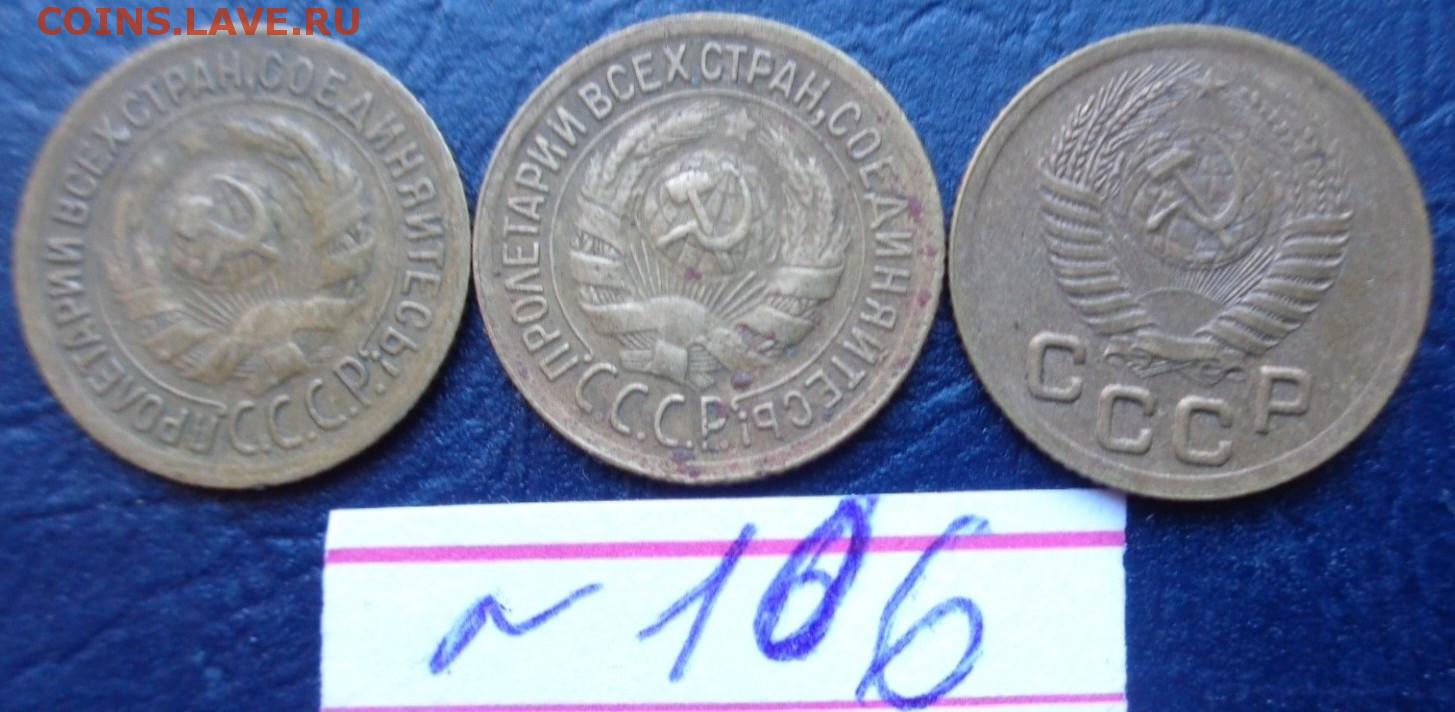 COINS.LAVE.RU
ПРОЛЕТАРИИ ВСЕХ СТРАН, СОЕДИНЯЙТЕСЬ!
С.С.С.Р.
ПРОЛЕТАРИИ ВСЕХ СТРАН, СОЕДИНЯЙТЕСЬ!
С.С.С.Р.
СССР
~ 106